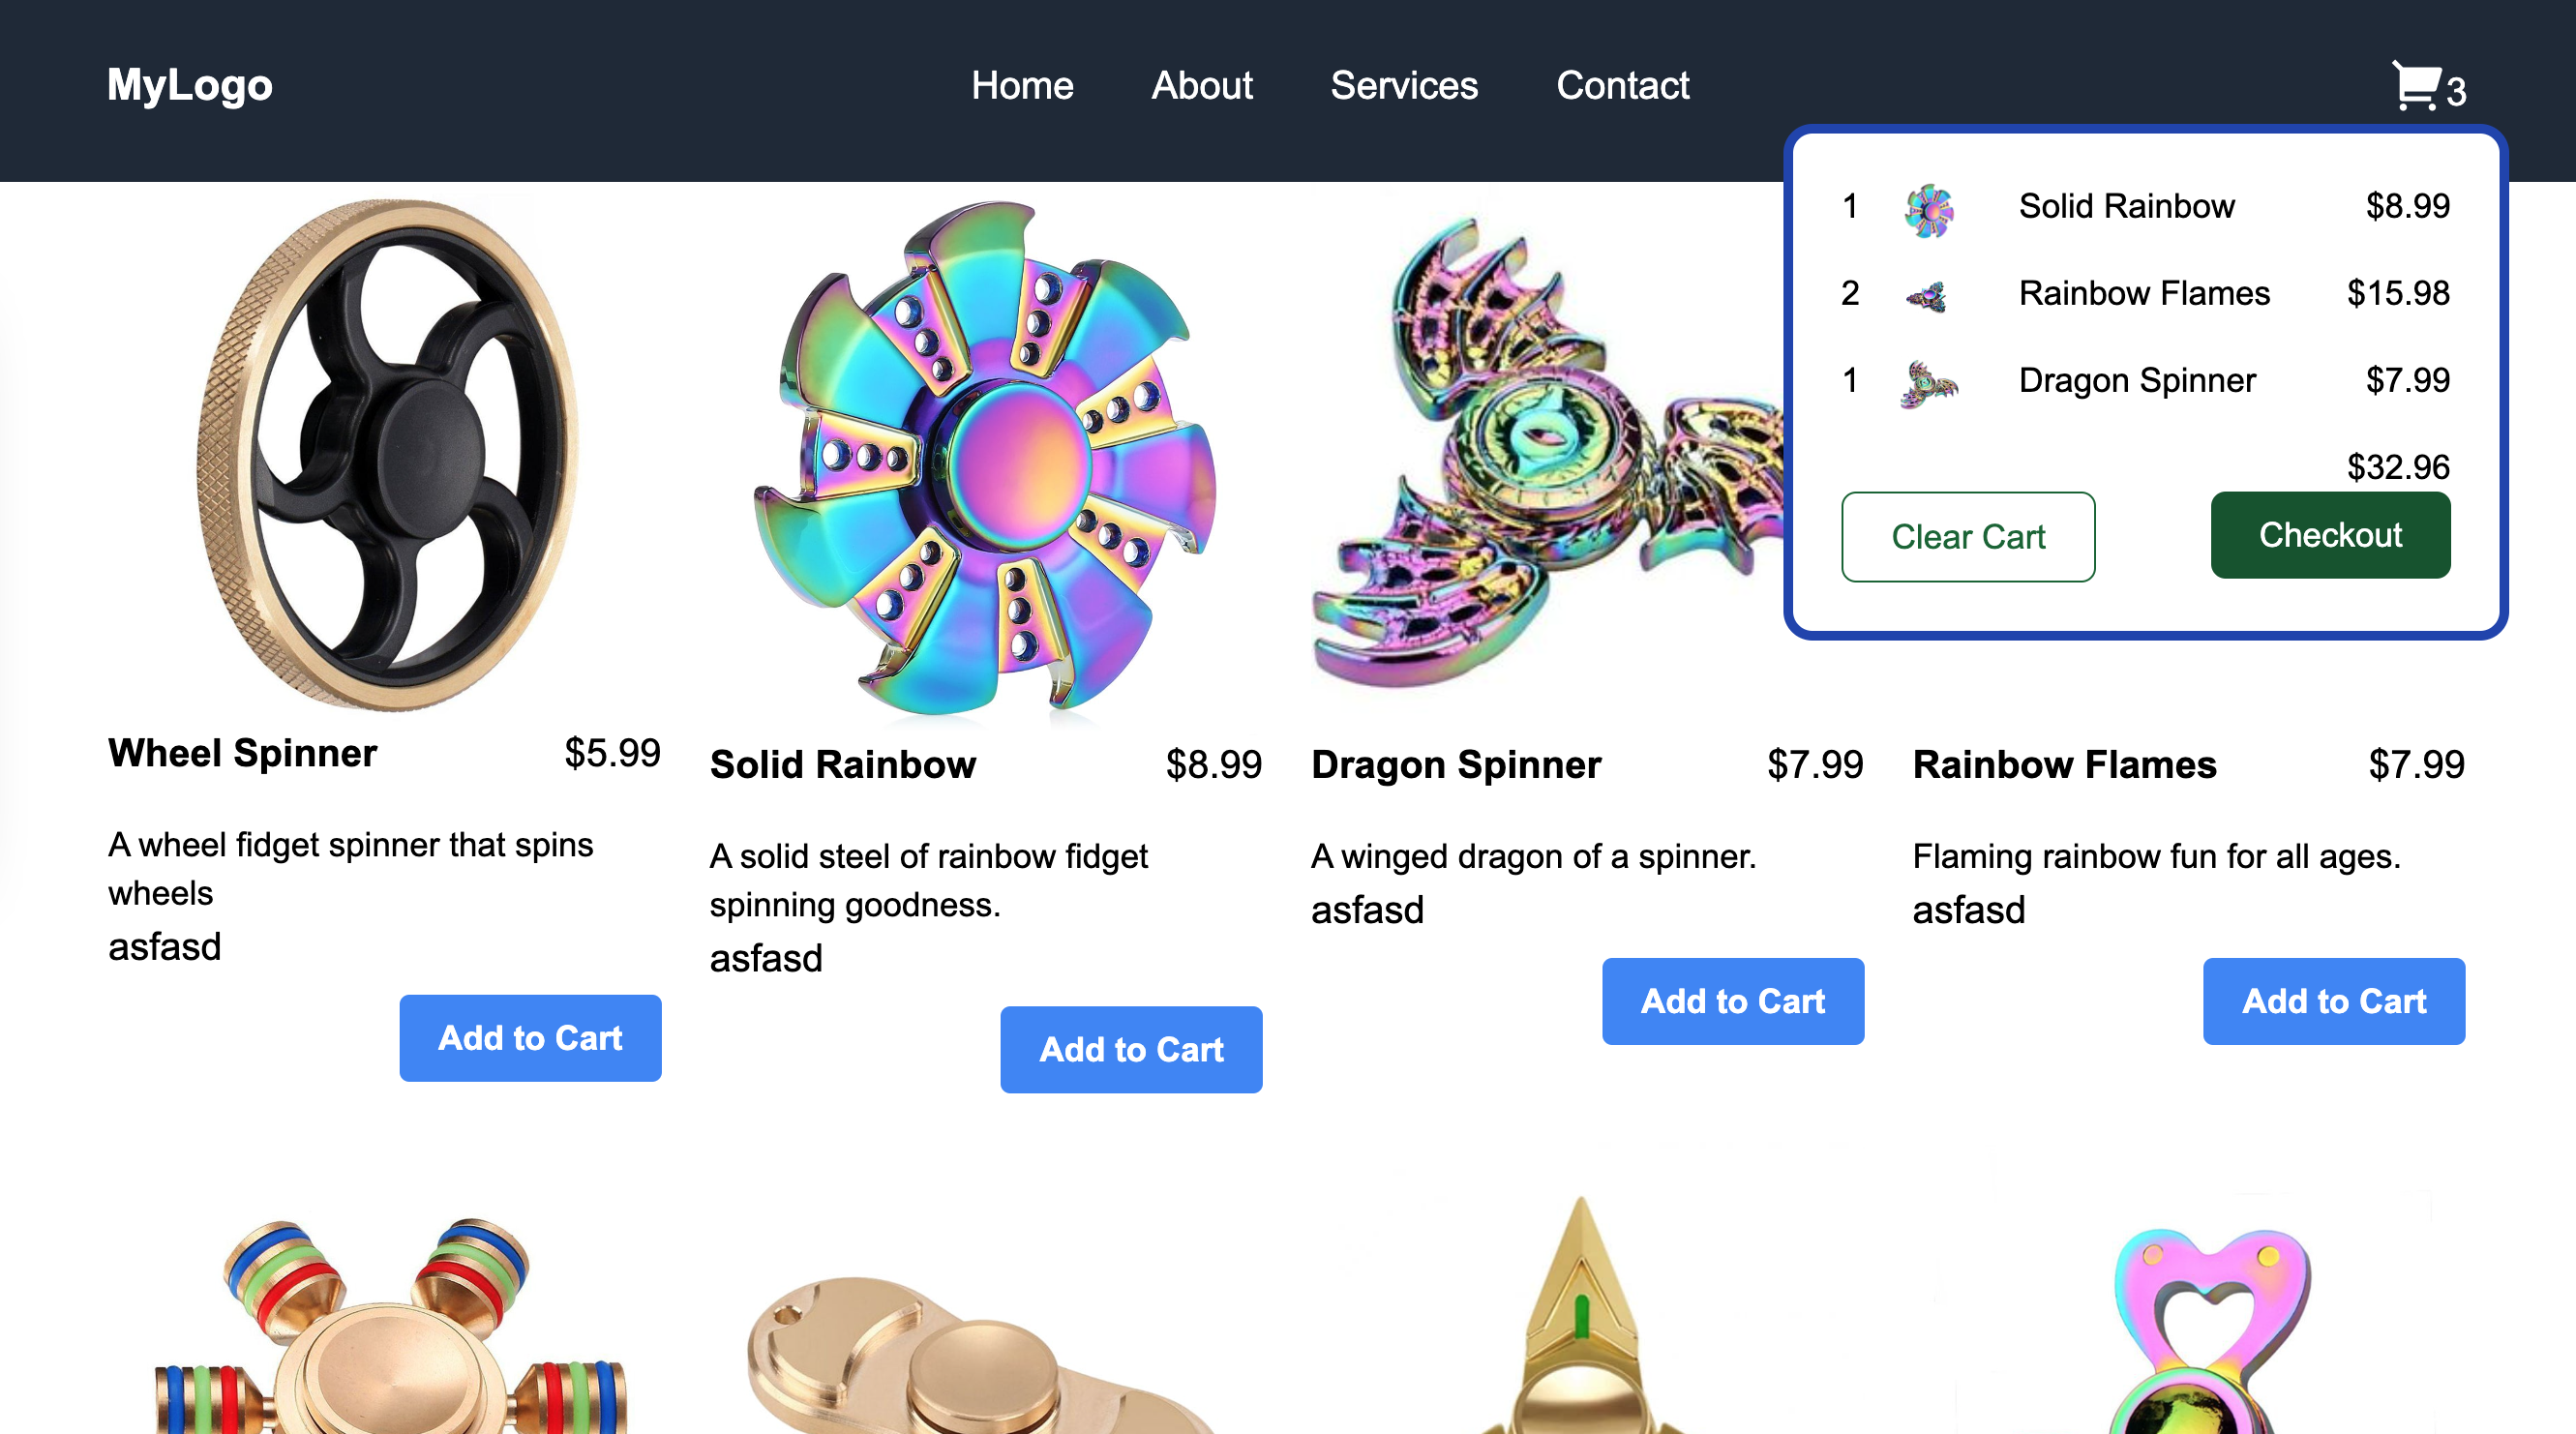 MyLogo
Home About Services Contact
3
1 Solid Rainbow $8.99
2 Rainbow Flames $15.98
1 Dragon Spinner $7.99
$32.96
Clear Cart Checkout
Wheel Spinner $5.99
A wheel fidget spinner that spins
wheels
asfasd
Add to Cart
Solid Rainbow $8.99
A solid steel of rainbow fidget
spinning goodness.
asfasd
Add to Cart
Dragon Spinner $7.99
A winged dragon of a spinner.
asfasd
Add to Cart
Rainbow Flames $7.99
Flaming rainbow fun for all ages.
asfasd
Add to Cart